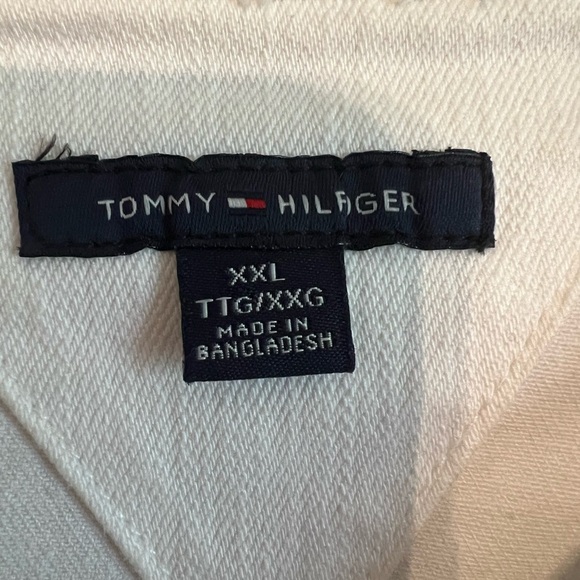 TOMMY HILFIGER
XXL
TTG/XXG
MADE IN
BANGLADESH